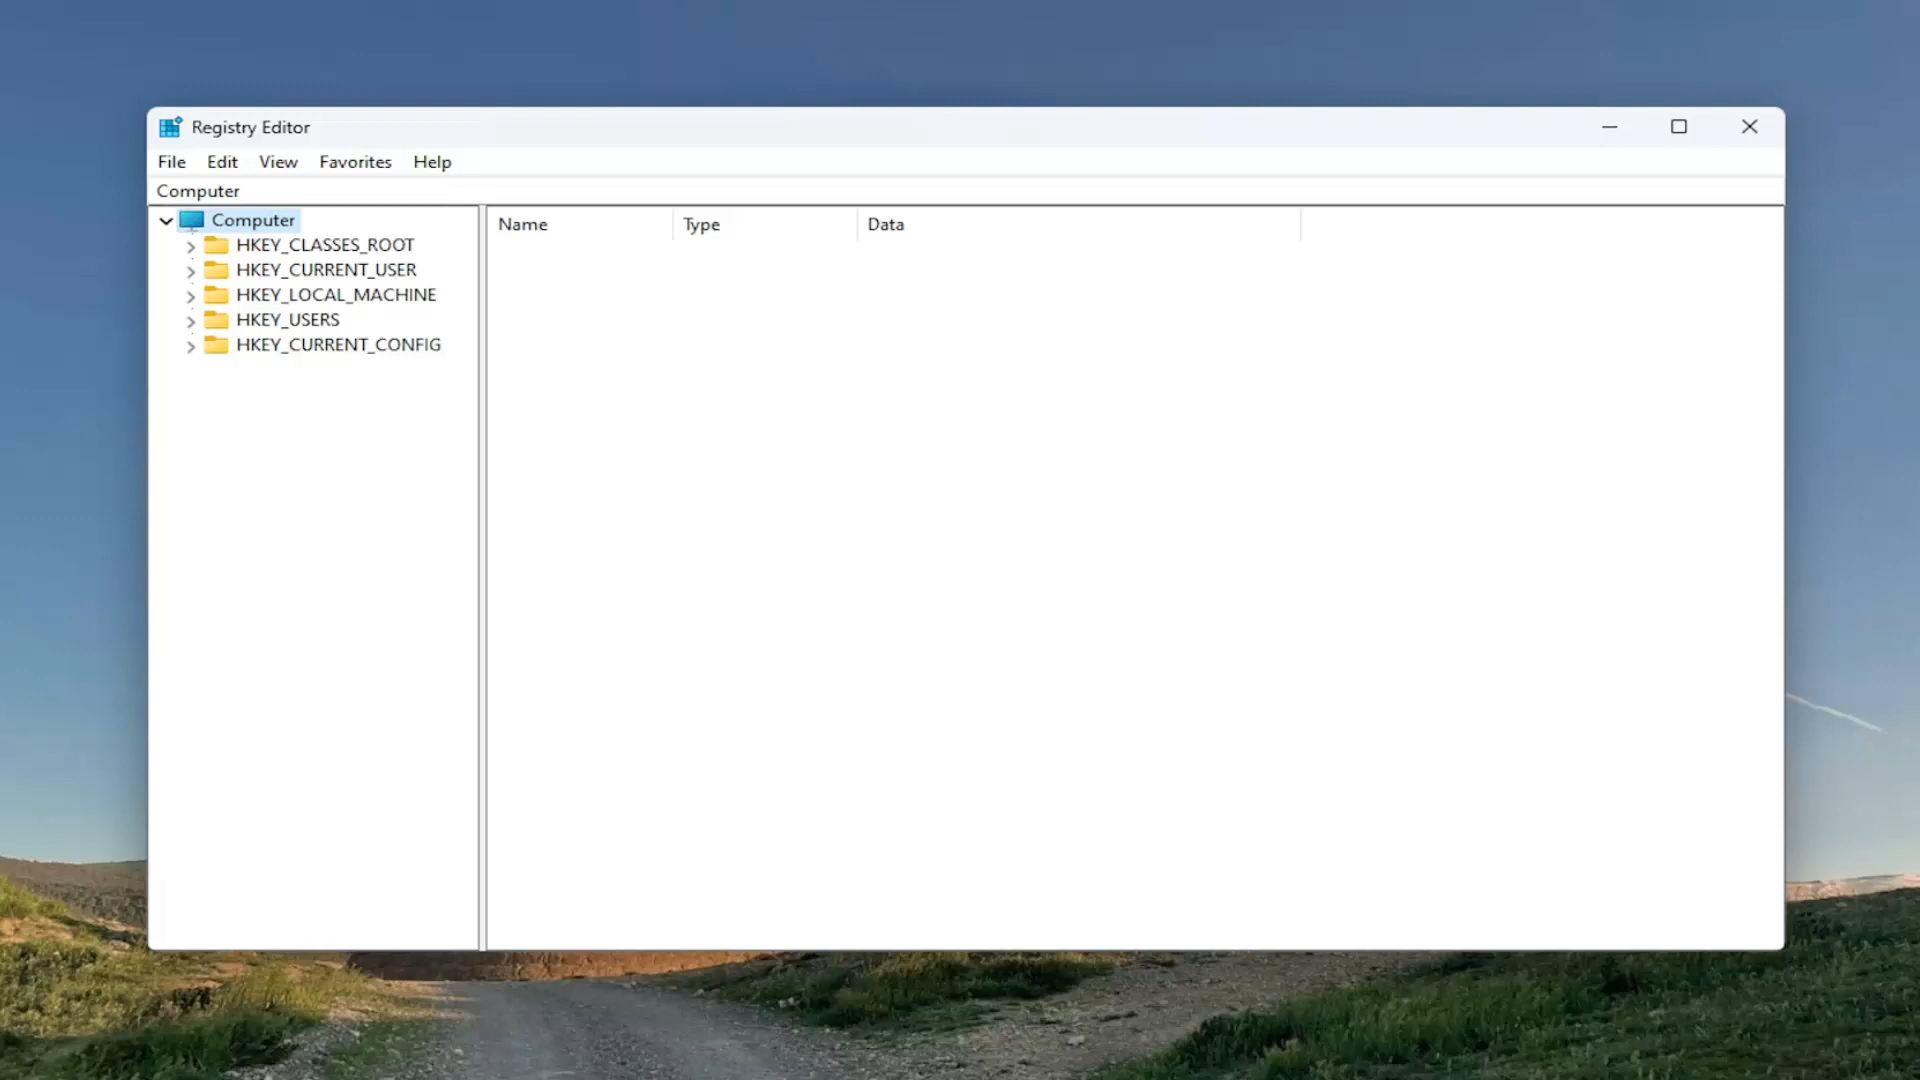 Registry Editor
File Edit View Favorites Help
Computer
Computer
HKEY_CLASSES_ROOT
HKEY_CURRENT_USER
HKEY_LOCAL_MACHINE
HKEY_USERS
HKEY_CURRENT_CONFIG
Name Type Data